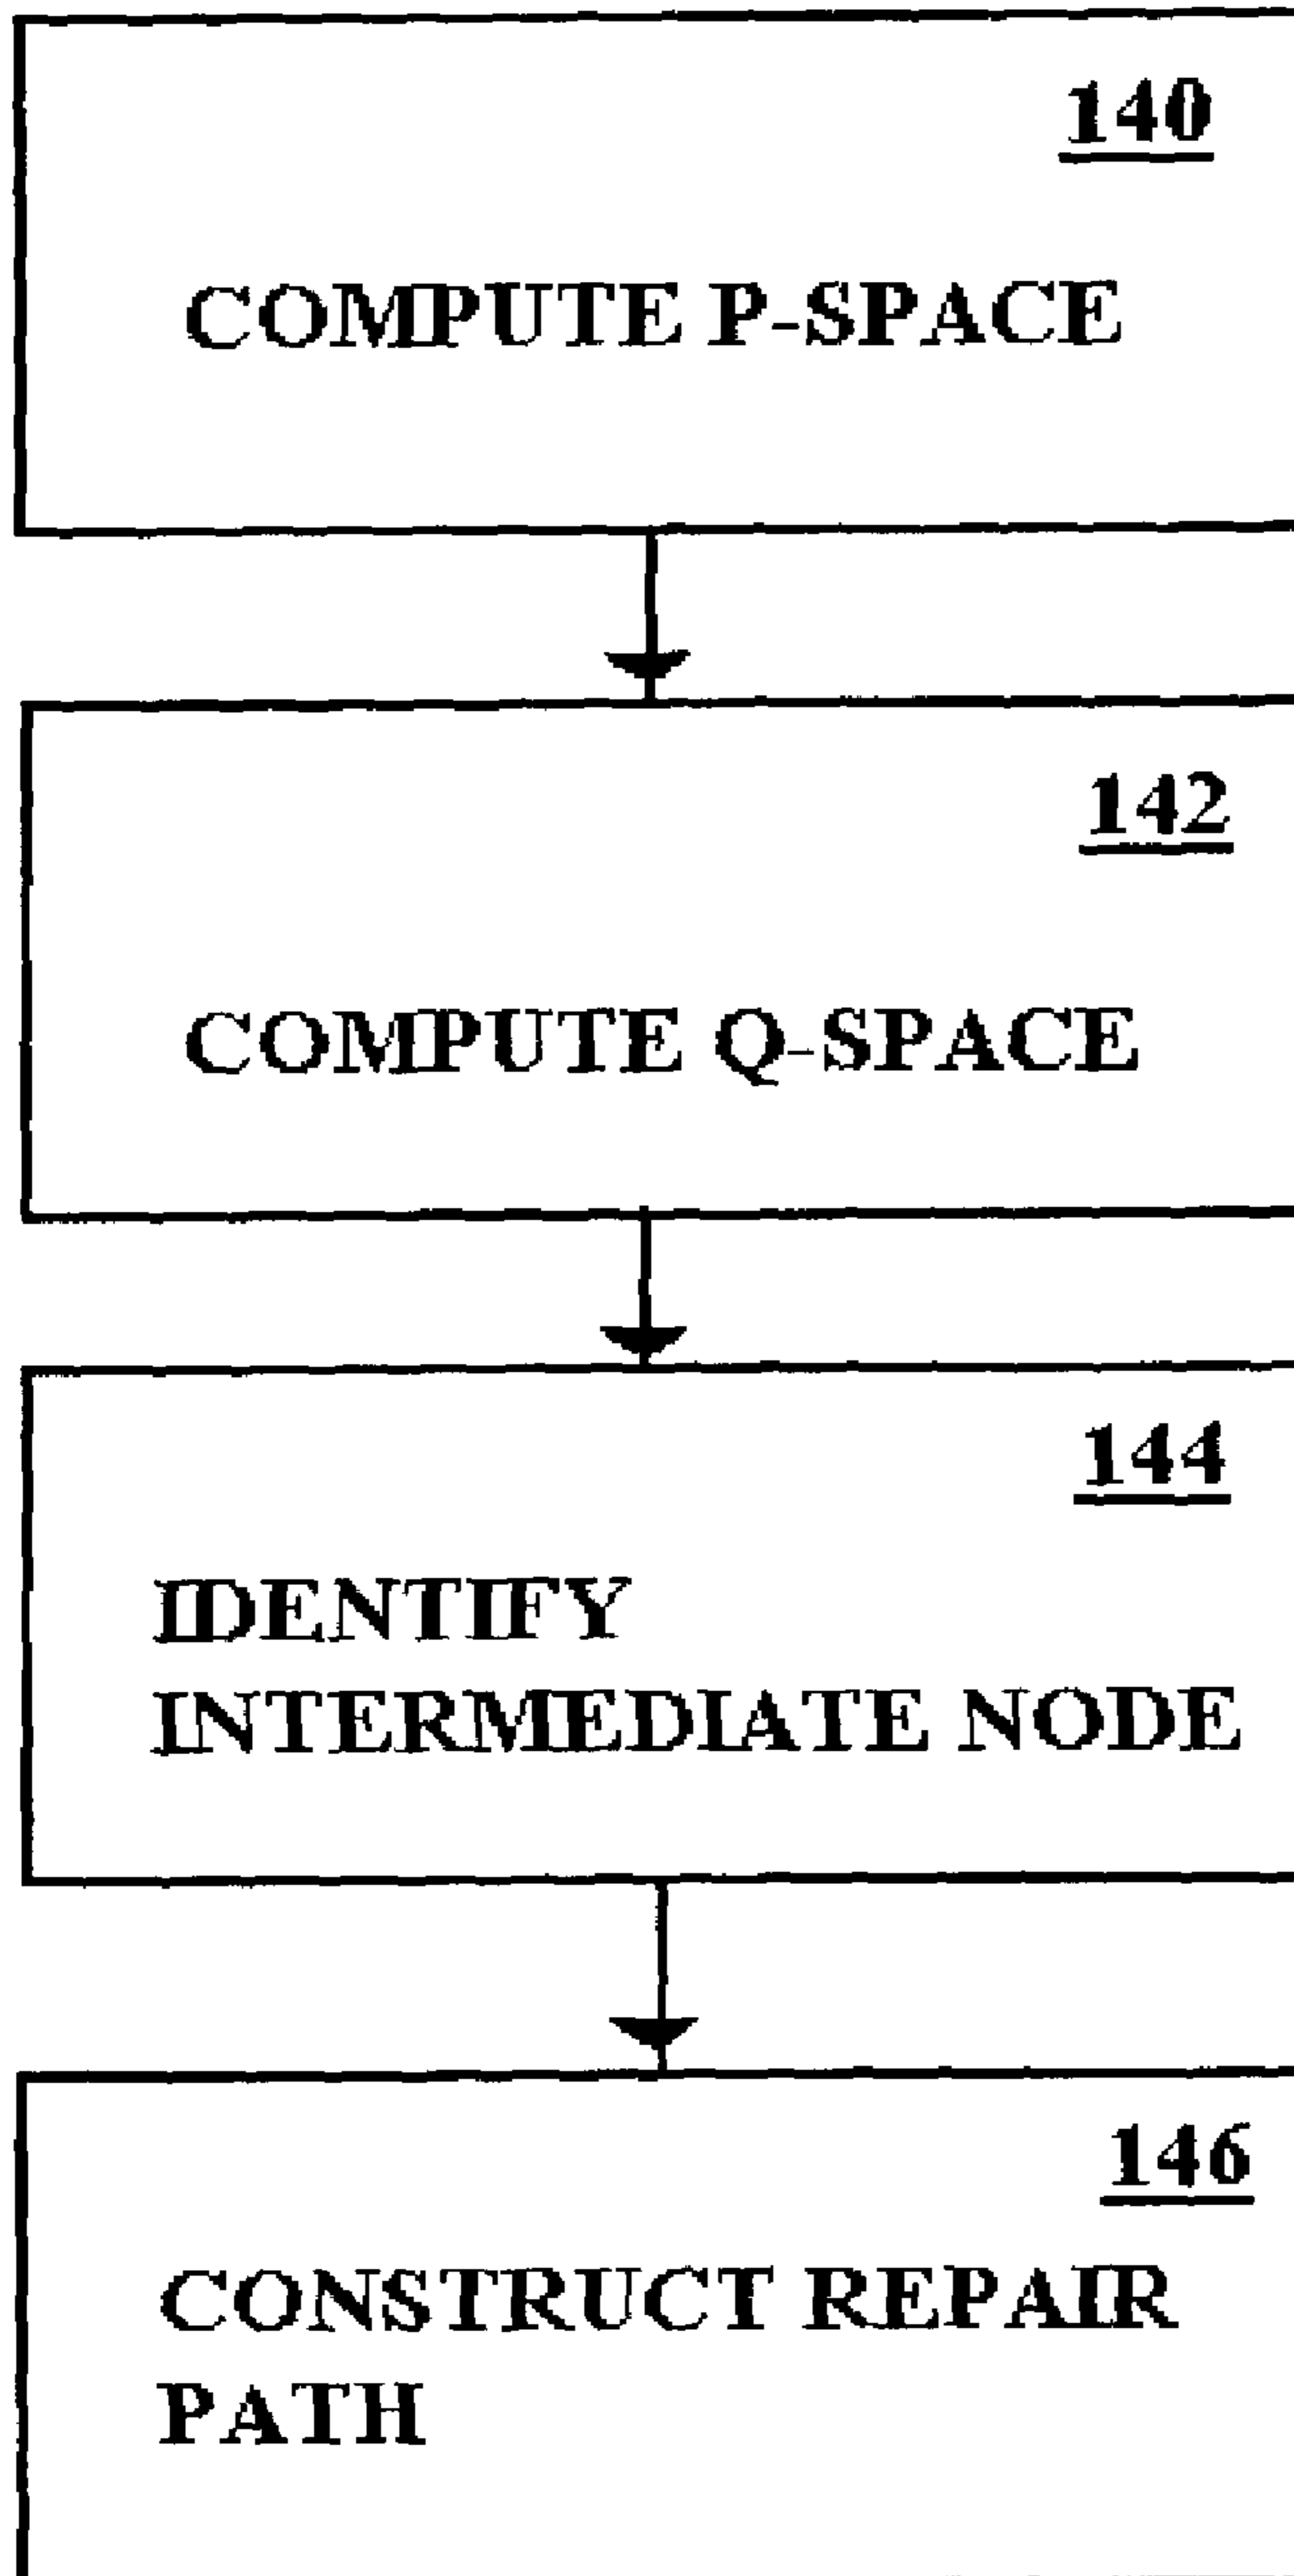 140
COMPUTE P-SPACE
142
COMPUTE Q-SPACE
144
IDENTIFY
INTERMEDIATE NODE
146
CONSTRUCT REPAIR
PATH